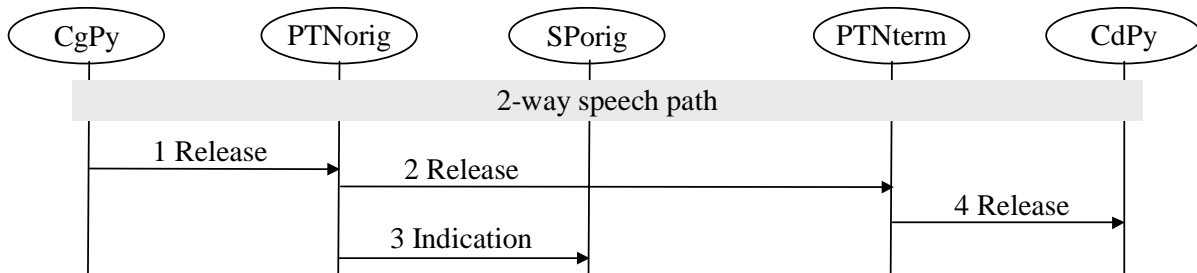 CgPy PTNorig SPorig PTNterm CdPy
2-way speech path
1 Release
2 Release
4 Release
3 Indication